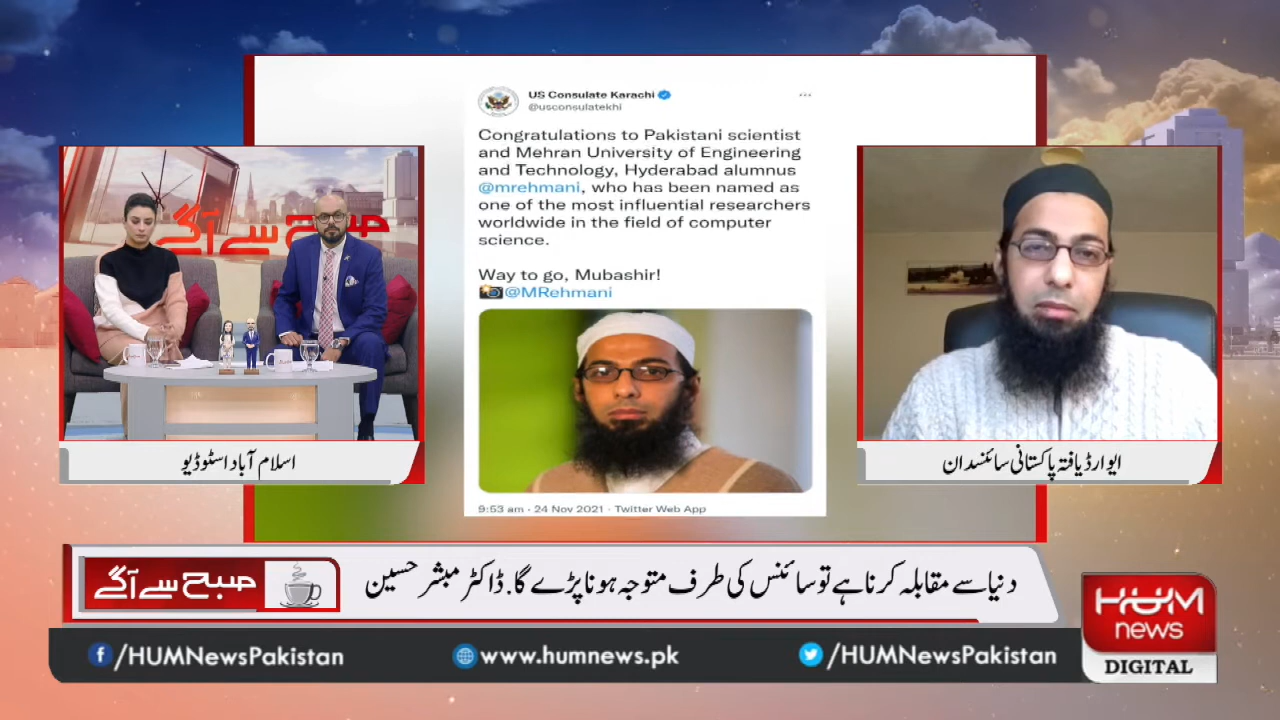 US Consulate Karachi
@usconsulatekhi
Congratulations to Pakistani scientist
and Mehran University of Engineering
and Technology, Hyderabad alumnus
@mrehmani, who has been named as
one of the most influential researchers
worldwide in the field of computer
science.
Way to go, Mubashir!
@MRehmani
9:53 am · 24 Nov 2021 · Twitter Web App
صبح سے آگے
اسلام آباد اسٹوڈیو
ایوارڈ یافتہ پاکستانی سائنسدان
صبح سے آگے
دنیا سے مقابلہ کرنا ہے تو سائنس کی طرف متوجہ ہونا پڑے گا. ڈاکٹر مبشر حسین
HUM
news
DIGITAL
/HUMNewsPakistan
www.humnews.pk
/HUMNewsPakistan